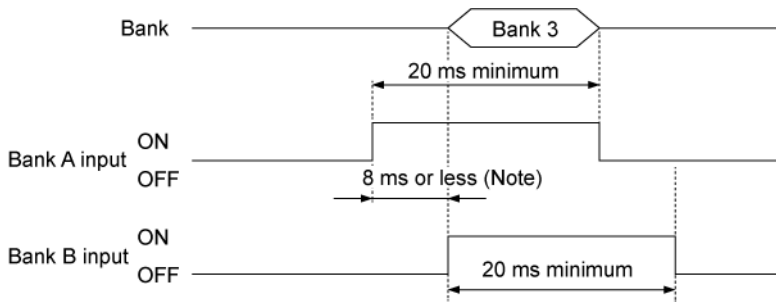 Bank
Bank 3
20 ms minimum
ON
Bank A input
OFF
8 ms or less (Note)
ON
Bank B input
OFF
20 ms minimum